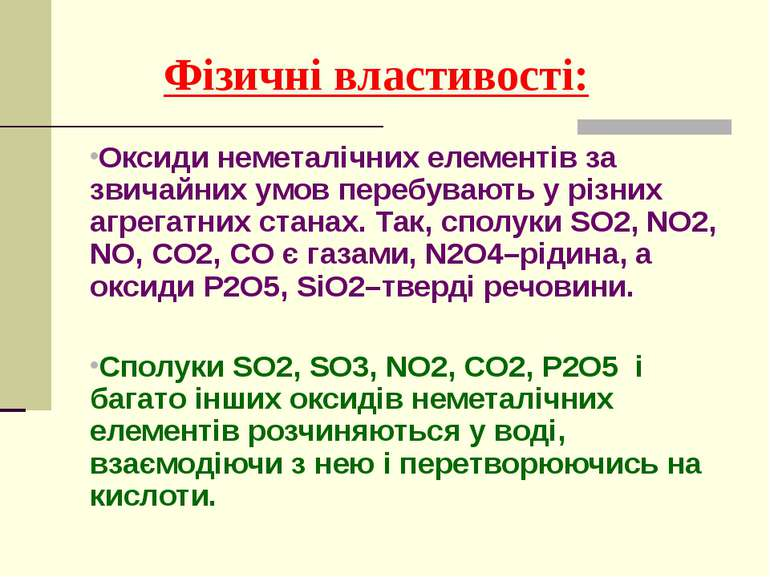 Фізичні властивості:
•Оксиди неметалічних елементів за
звичайних умов перебувають у різних
агрегатних станах. Так, сполуки SO2, NO2,
NO, CO2, CO є газами, N2O4–рідина, а
оксиди P2O5, SiO2–тверді речовини.
•Сполуки SO2, SO3, NO2, CO2, P2O5  і
багато інших оксидів неметалічних
елементів розчиняються у воді,
взаємодіючи з нею і перетворюючись на
кислоти.